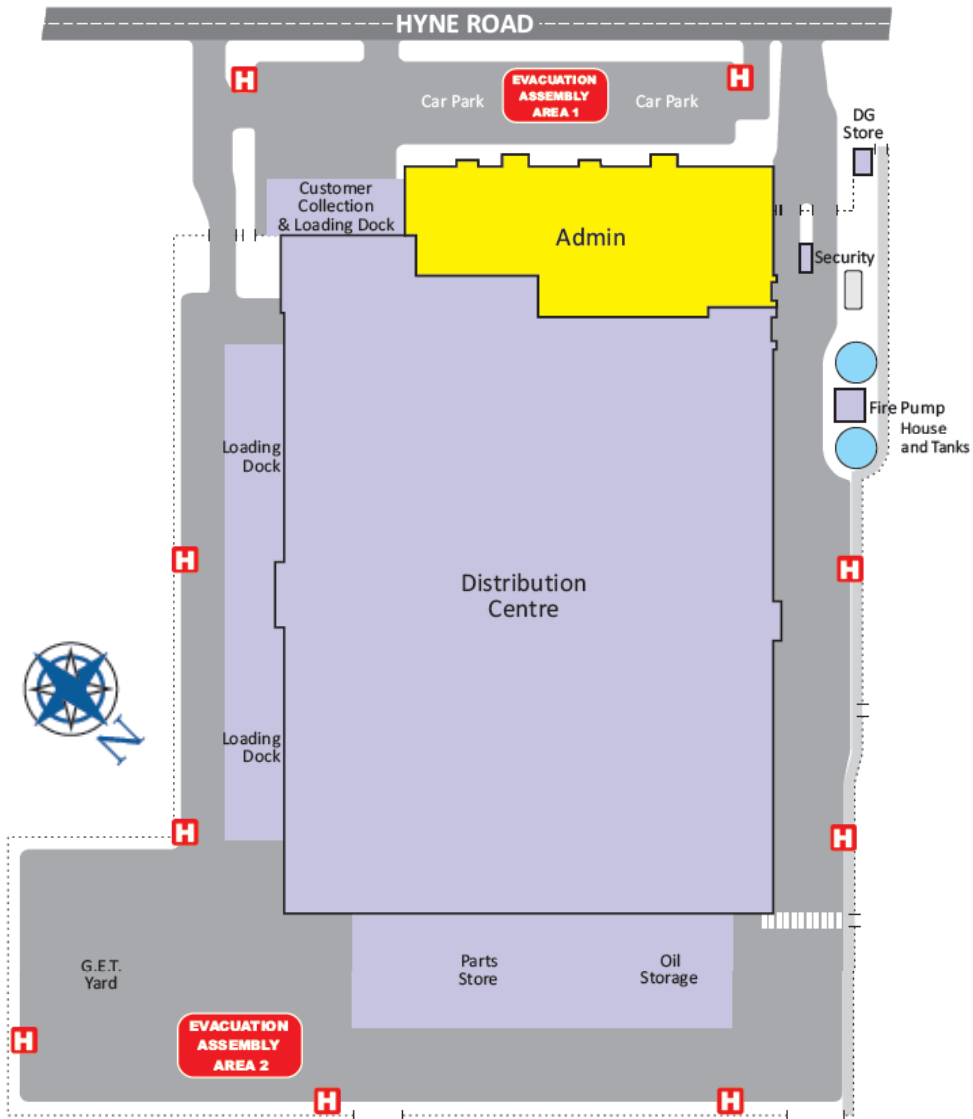 HYNE ROAD
H
H
EVACUATION
ASSEMBLY
AREA 1
Car Park
Car Park
DG
Store
Customer
Collection
& Loading Dock
Admin
Security
Fire Pump
House
and Tanks
Loading
Dock
H
H
Distribution
Centre
N
Loading
Dock
H
H
G.E.T.
Yard
Parts
Store
Oil
Storage
H
EVACUATION
ASSEMBLY
AREA 2
H
H